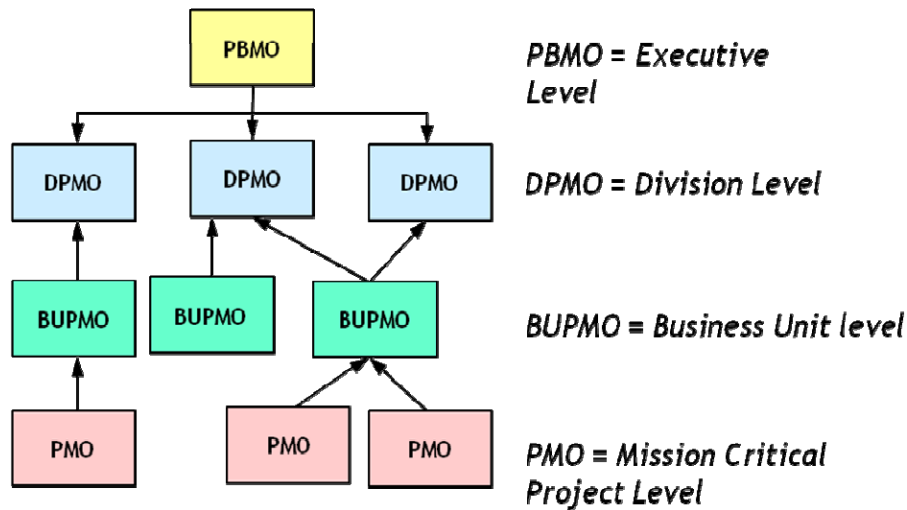 PBMO
PBMO = Executive
Level
DPMO
DPMO
DPMO
DPMO = Division Level
BUPMO
BUPMO
BUPMO
BUPMO = Business Unit level
PMO
PMO
PMO
PMO = Mission Critical
Project Level